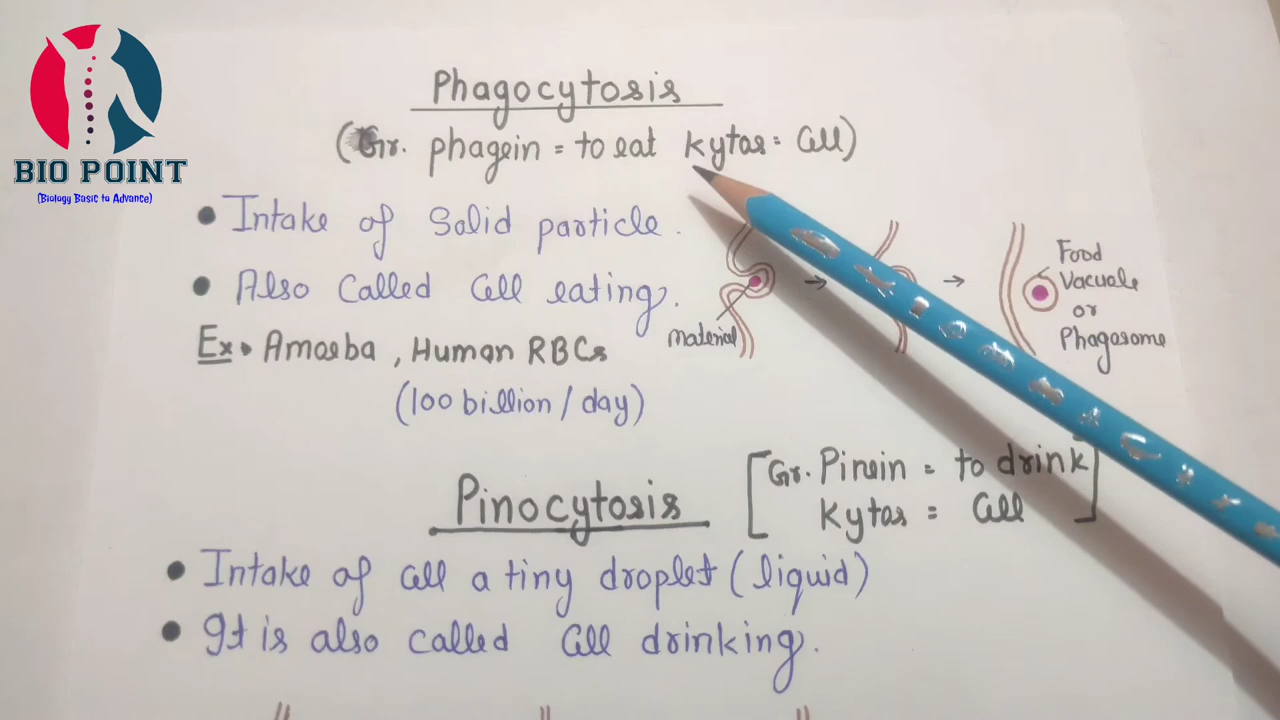 BIO POINT
(Biology Basic to Advance)
Phagocytosis
(Gr. phagein = to eat kytos = Cell)
• Intake of Solid particle.
• Also Called Cell eating.
Ex • Amoeba, Human RBCs
(100 billion / day)
material
Food
Vacuole
or
Phagosome
Pinocytosis
[Gr. Pinein = to drink
Kytos = Cell]
• Intake of Cell a tiny droplet (liquid)
• It is also called Cell drinking.